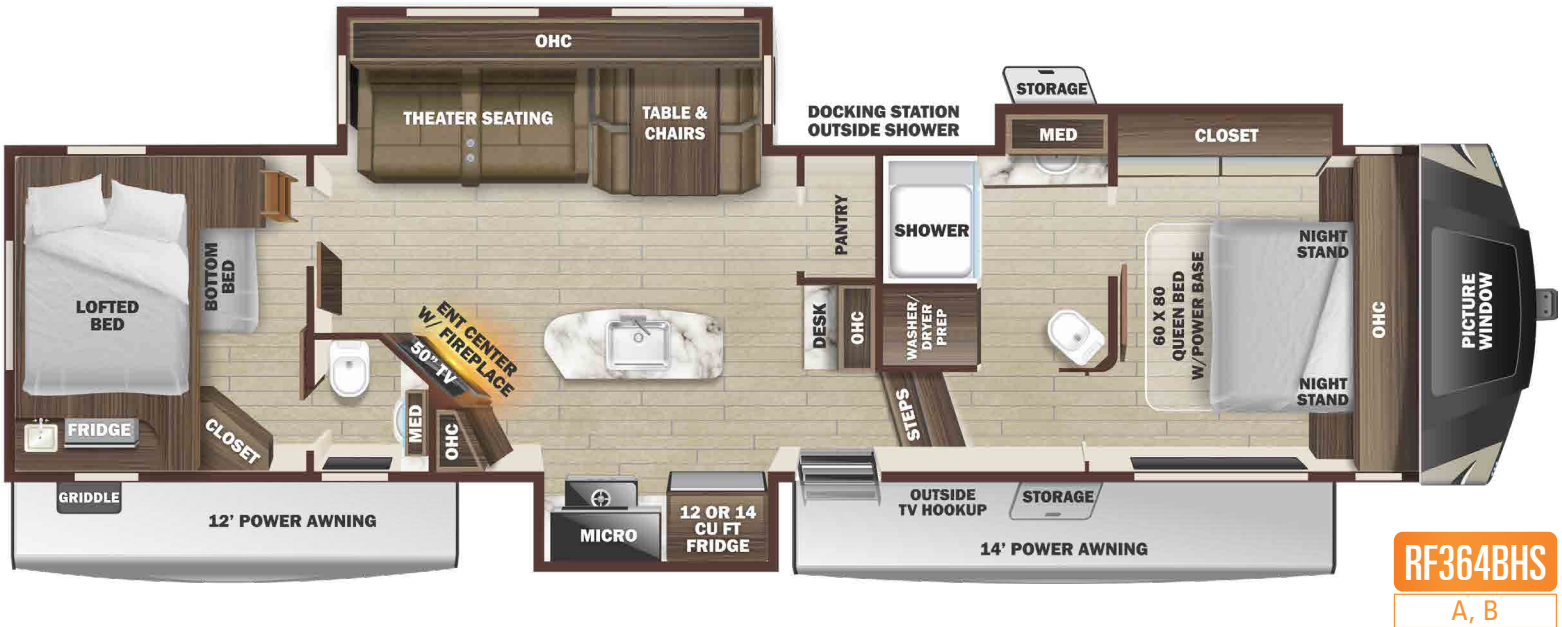 OHC
THEATER SEATING
TABLE &
CHAIRS
DOCKING STATION
OUTSIDE SHOWER
STORAGE
MED
CLOSET
LOFTED
BED
BOTTOM
BED
PANTRY
SHOWER
NIGHT
STAND
60 X 80
QUEEN BED
W/POWER BASE
OHC
PICTURE
WINDOW
ENT CENTER
W/ FIREPLACE
50" TV
DESK
OHC
WASHER/
DRYER
PREP
NIGHT
STAND
FRIDGE
CLOSET
MED
OHC
STEPS
GRIDDLE
12' POWER AWNING
MICRO
12 OR 14
CU FT
FRIDGE
OUTSIDE
TV HOOKUP
STORAGE
14' POWER AWNING
RF364BHS
A, B